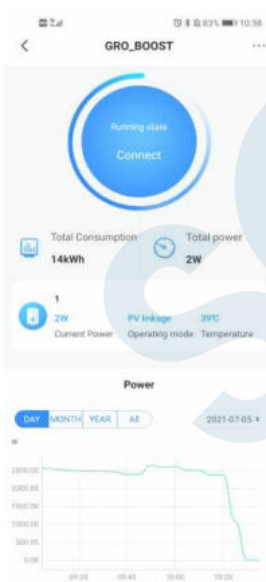 83% 10:38
GRO_BOOST
Running state
Connect
Total Consumption
14kWh
Total power
2W
1
2W PV linkage 39℃
Current Power Operating mode Temperature
Power
DAY MONTH YEAR All 2021-07-05
W
2500.00
2000.00
1500.00
1000.00
500.00
0.00
09:20 09:40 10:00 10:20